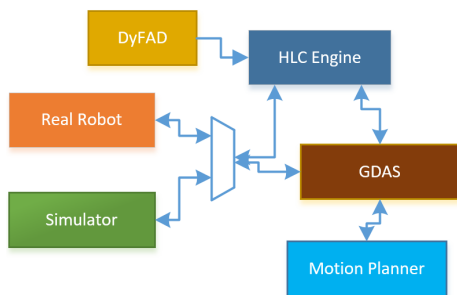 DyFAD
HLC Engine
Real Robot
GDAS
Simulator
Motion Planner